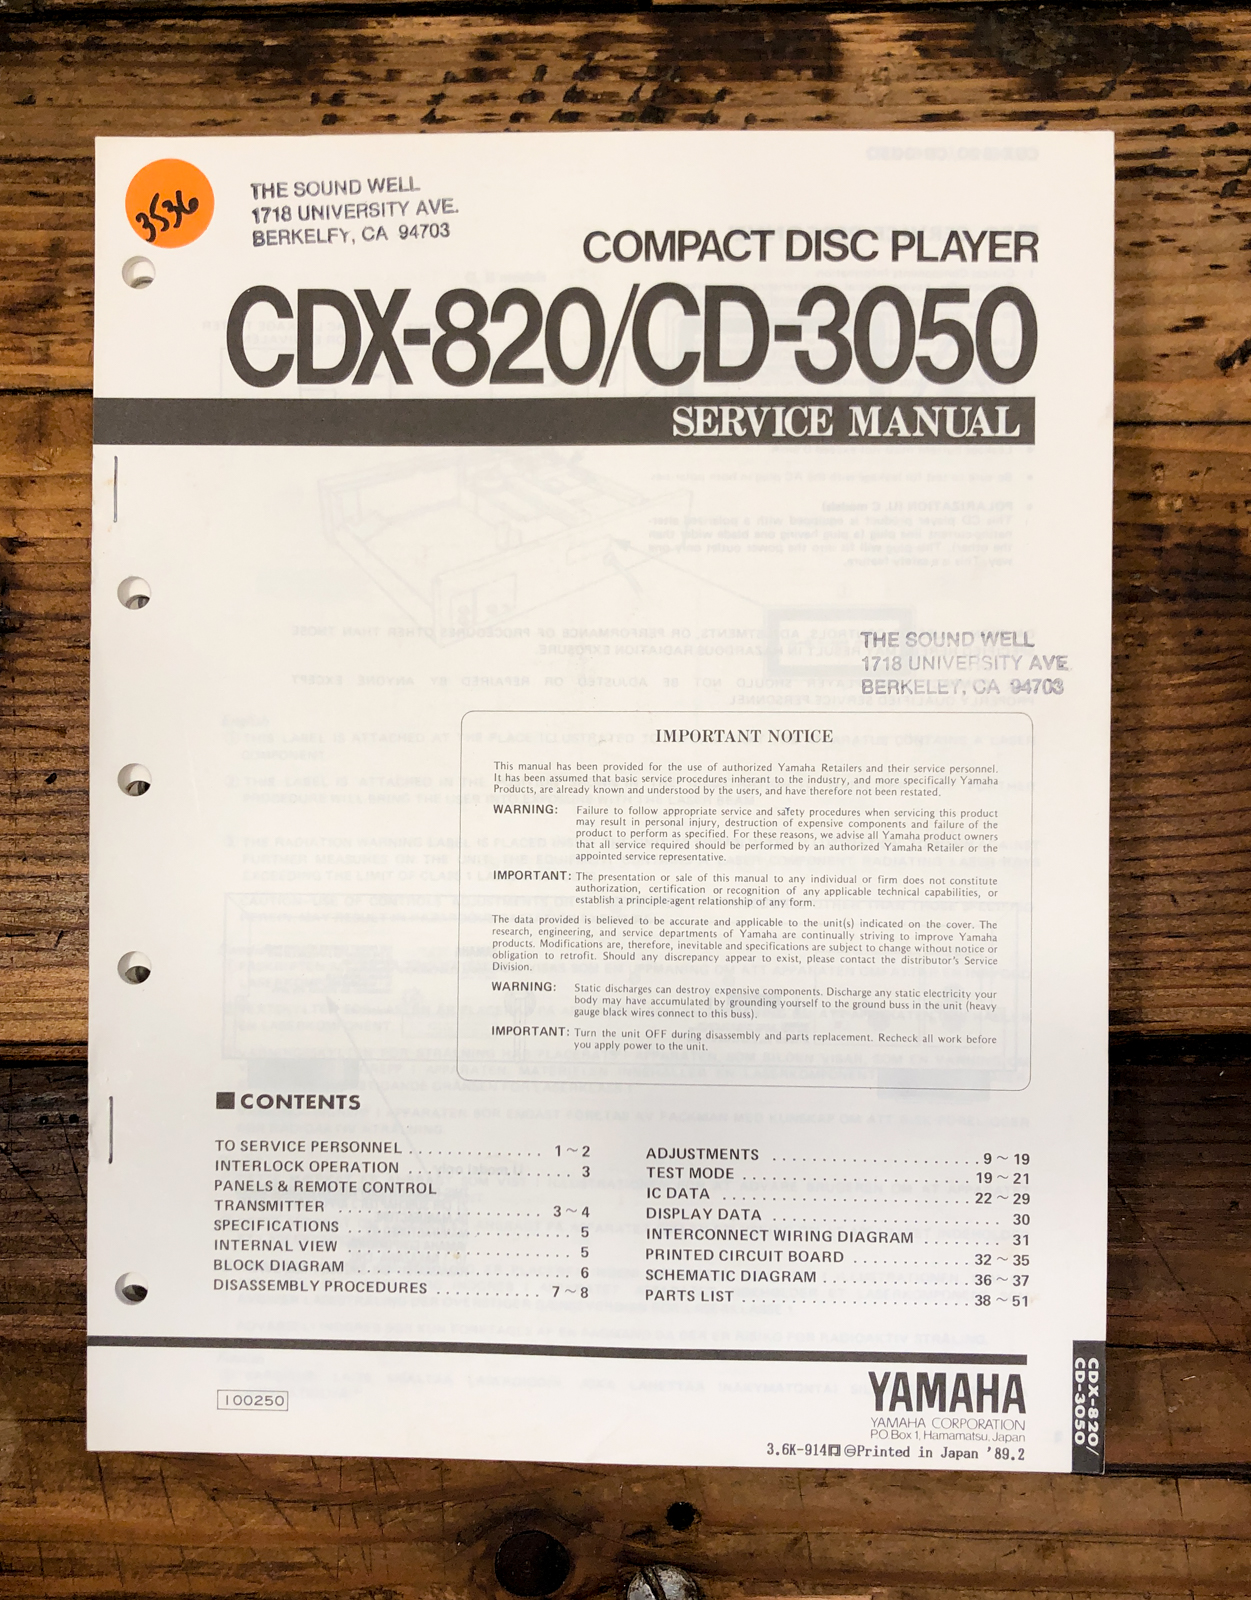 3536
THE SOUND WELL
1718 UNIVERSITY AVE.
BERKELFY, CA 94703
COMPACT DISC PLAYER
CDX-820/CD-3050
SERVICE MANUAL
THE SOUND WELL
1718 UNIVERSITY AVE
BERKELEY, CA 94703
IMPORTANT NOTICE
This manual has been provided for the use of authorized Yamaha Retailers and their service personnel.
It has been assumed that basic service procedures inherant to the industry, and more specifically Yamaha
Products, are already known and understood by the users, and have therefore not been restated.
WARNING: Failure to follow appropriate service and safety procedures when servicing this product
may result in personal injury, destruction of expensive components and failure of the
product to perform as specified. For these reasons, we advise all Yamaha product owners
that all service required should be performed by an authorized Yamaha Retailer or the
appointed service representative.
IMPORTANT: The presentation or sale of this manual to any individual or firm does not constitute
authorization, certification or recognition of any applicable technical capabilities, or
establish a principle-agent relationship of any form.
The data provided is believed to be accurate and applicable to the unit(s) indicated on the cover. The
research, engineering, and service departments of Yamaha are continually striving to improve Yamaha
products. Modifications are, therefore, inevitable and specifications are subject to change without notice or
obligation to retrofit. Should any discrepancy appear to exist, please contact the distributor's Service
Division.
WARNING: Static discharges can destroy expensive components. Discharge any static electricity your
body may have accumulated by grounding yourself to the ground buss in the unit (heavy
gauge black wires connect to this buss).
IMPORTANT: Turn the unit OFF during disassembly and parts replacement. Recheck all work before
you apply power to the unit.
■ CONTENTS
TO SERVICE PERSONNEL . . . . . . . . . . . . . 1 ~ 2
INTERLOCK OPERATION . . . . . . . . . . . . . . . 3
PANELS & REMOTE CONTROL
TRANSMITTER . . . . . . . . . . . . . . . . . . . . 3 ~ 4
SPECIFICATIONS . . . . . . . . . . . . . . . . . . . . . 5
INTERNAL VIEW . . . . . . . . . . . . . . . . . . . . . 5
BLOCK DIAGRAM . . . . . . . . . . . . . . . . . . . . . 6
DISASSEMBLY PROCEDURES . . . . . . . . . . . 7 ~ 8
ADJUSTMENTS . . . . . . . . . . . . . . . . . . . . . 9 ~ 19
TEST MODE . . . . . . . . . . . . . . . . . . . . . . . 19 ~ 21
IC DATA . . . . . . . . . . . . . . . . . . . . . . . . 22 ~ 29
DISPLAY DATA . . . . . . . . . . . . . . . . . . . . . . . 30
INTERCONNECT WIRING DIAGRAM . . . . . . . . 31
PRINTED CIRCUIT BOARD . . . . . . . . . . . . 32 ~ 35
SCHEMATIC DIAGRAM . . . . . . . . . . . . . . . 36 ~ 37
PARTS LIST . . . . . . . . . . . . . . . . . . . . . . . 38 ~ 51
100250
YAMAHA
YAMAHA CORPORATION
PO Box 1, Hamamatsu, Japan
3.6K-914 Printed in Japan '89.2
CDX-820/
CD-3050